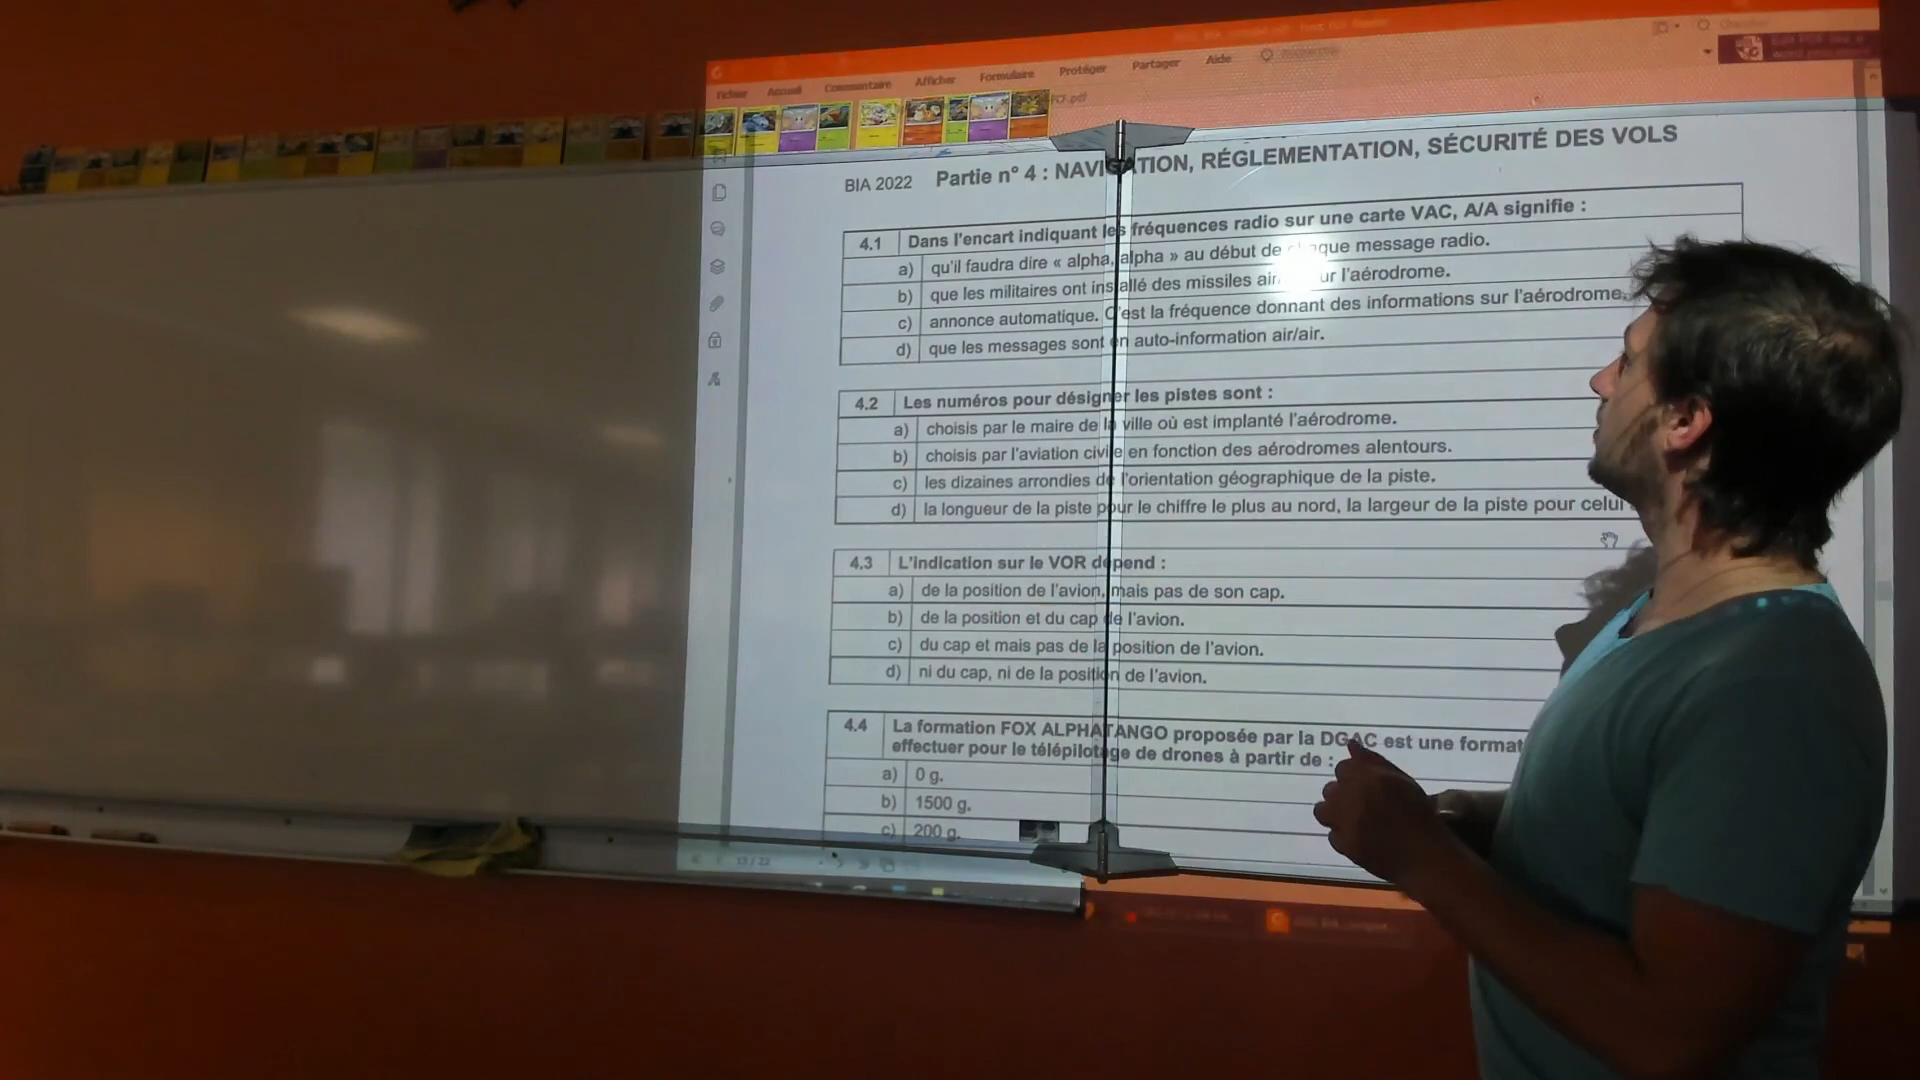 Fichier Accueil Commentaire Afficher Formulaire Protéger Partager Aide
BIA 2022 Partie n° 4 : NAVIGATION, RÉGLEMENTATION, SÉCURITÉ DES VOLS
4.1 Dans l'encart indiquant les fréquences radio sur une carte VAC, A/A signifie :
a) qu'il faudra dire « alpha, alpha » au début de chaque message radio.
b) que les militaires ont installé des missiles air sur l'aérodrome.
c) annonce automatique. C'est la fréquence donnant des informations sur l'aérodrome.
d) que les messages sont en auto-information air/air.
4.2 Les numéros pour désigner les pistes sont :
a) choisis par le maire de la ville où est implanté l'aérodrome.
b) choisis par l'aviation civile en fonction des aérodromes alentours.
c) les dizaines arrondies de l'orientation géographique de la piste.
d) la longueur de la piste pour le chiffre le plus au nord, la largeur de la piste pour celui
4.3 L'indication sur le VOR dépend :
a) de la position de l'avion, mais pas de son cap.
b) de la position et du cap de l'avion.
c) du cap et mais pas de la position de l'avion.
d) ni du cap, ni de la position de l'avion.
4.4 La formation FOX ALPHATANGO proposée par la DGAC est une format
effectuer pour le télépilotage de drones à partir de :
a) 0 g.
b) 1500 g.
c) 200 g.
13 / 22